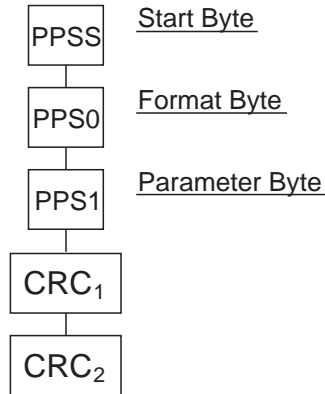 PPSS Start Byte
PPS0 Format Byte
PPS1 Parameter Byte
CRC₁
CRC₂